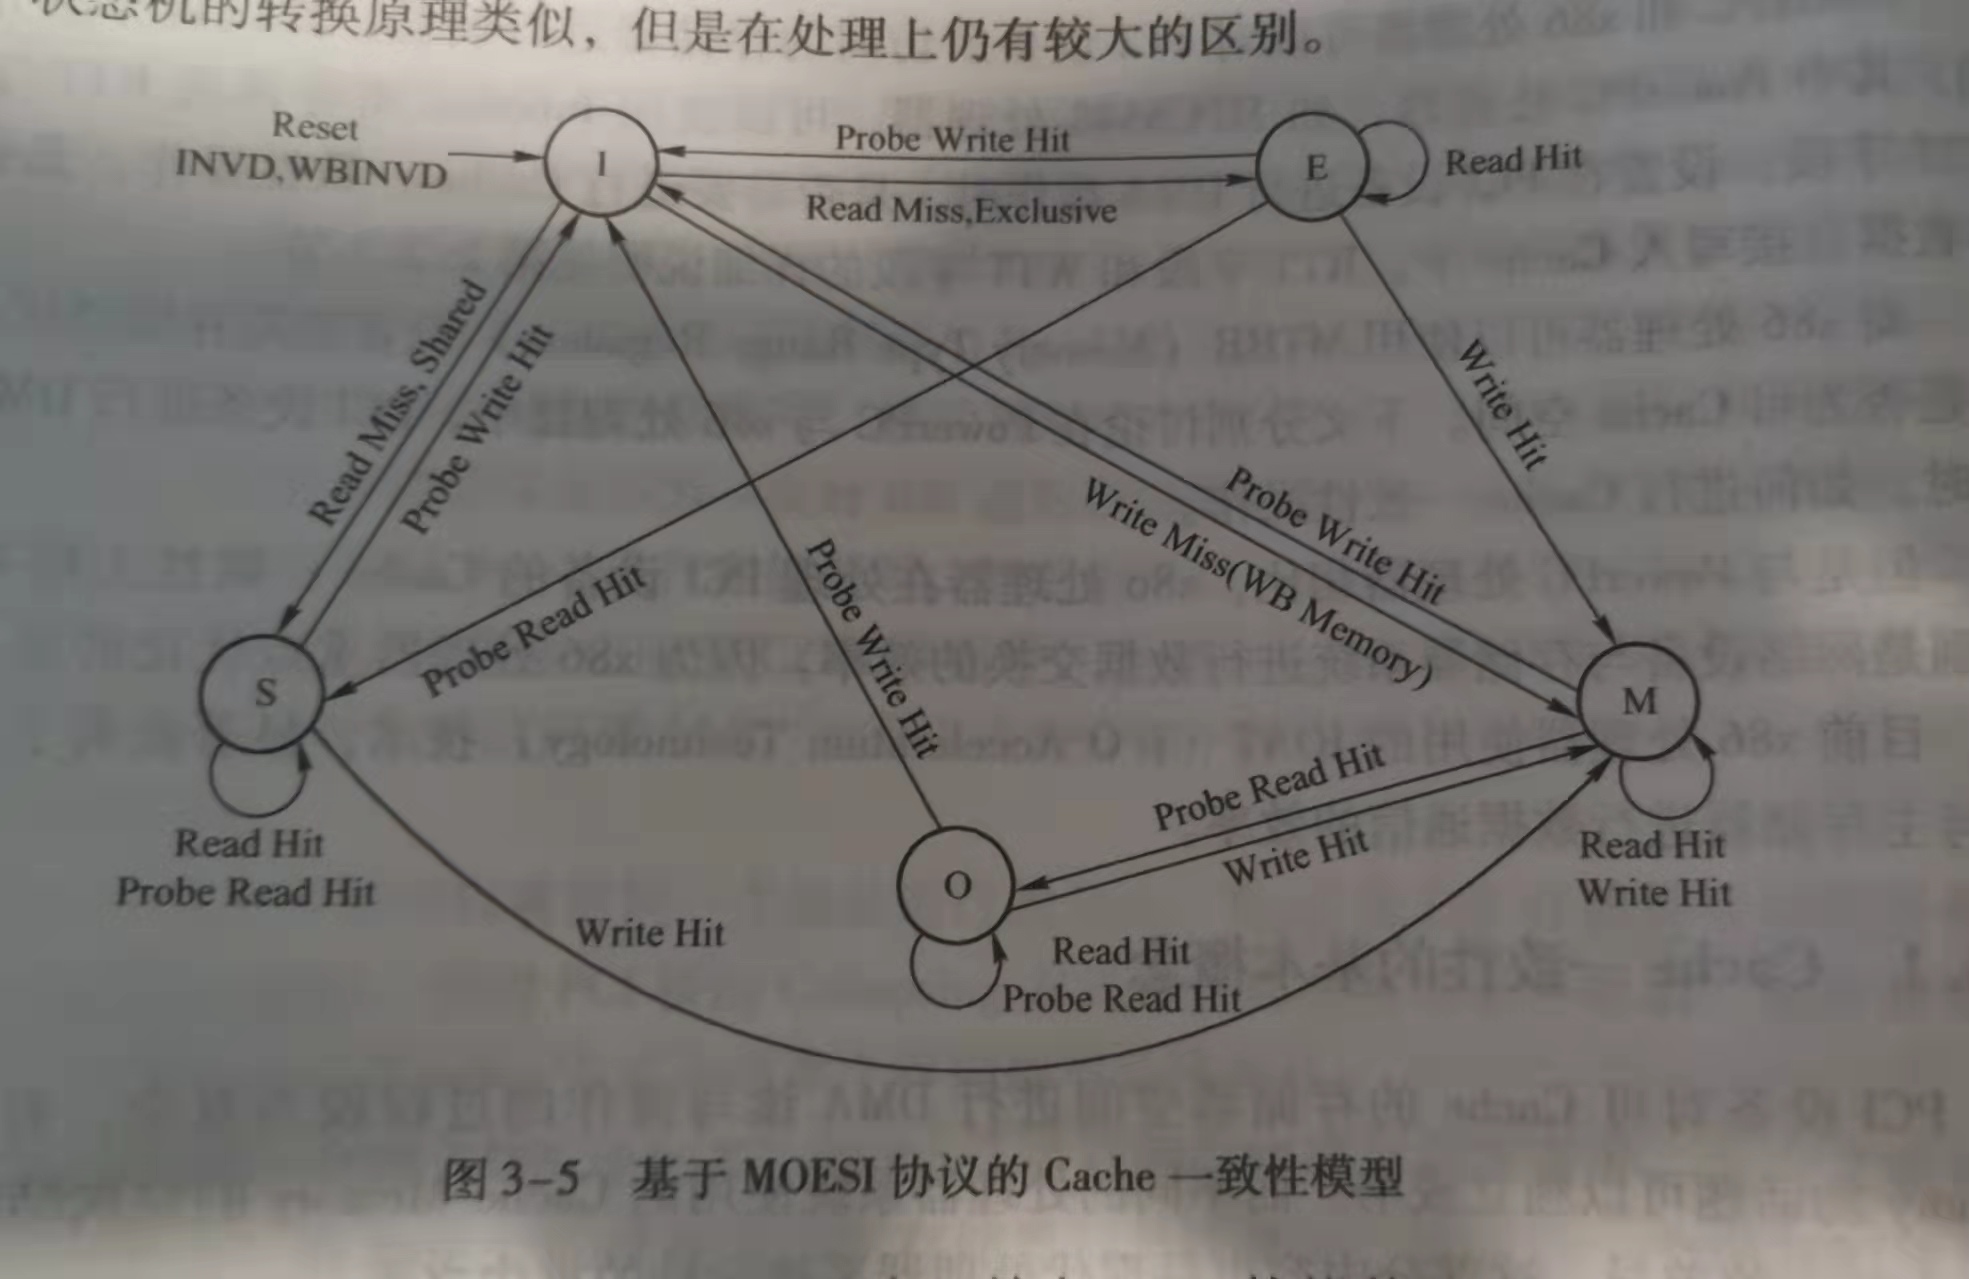 机的转换原理类似，但是在处理上仍有较大的区别。
Reset
INVD,WBINVD
I
Probe Write Hit
Read Miss,Exclusive
E
Read Hit
Read Miss, Shared
Probe Write Hit
Write Hit
Probe Write Hit
Write Miss(WB Memory)
Probe Read Hit
Probe Write Hit
S
M
Probe Read Hit
Write Hit
O
Read Hit
Probe Read Hit
Read Hit
Write Hit
Write Hit
Read Hit
Probe Read Hit
图 3-5 基于 MOESI 协议的 Cache 一致性模型